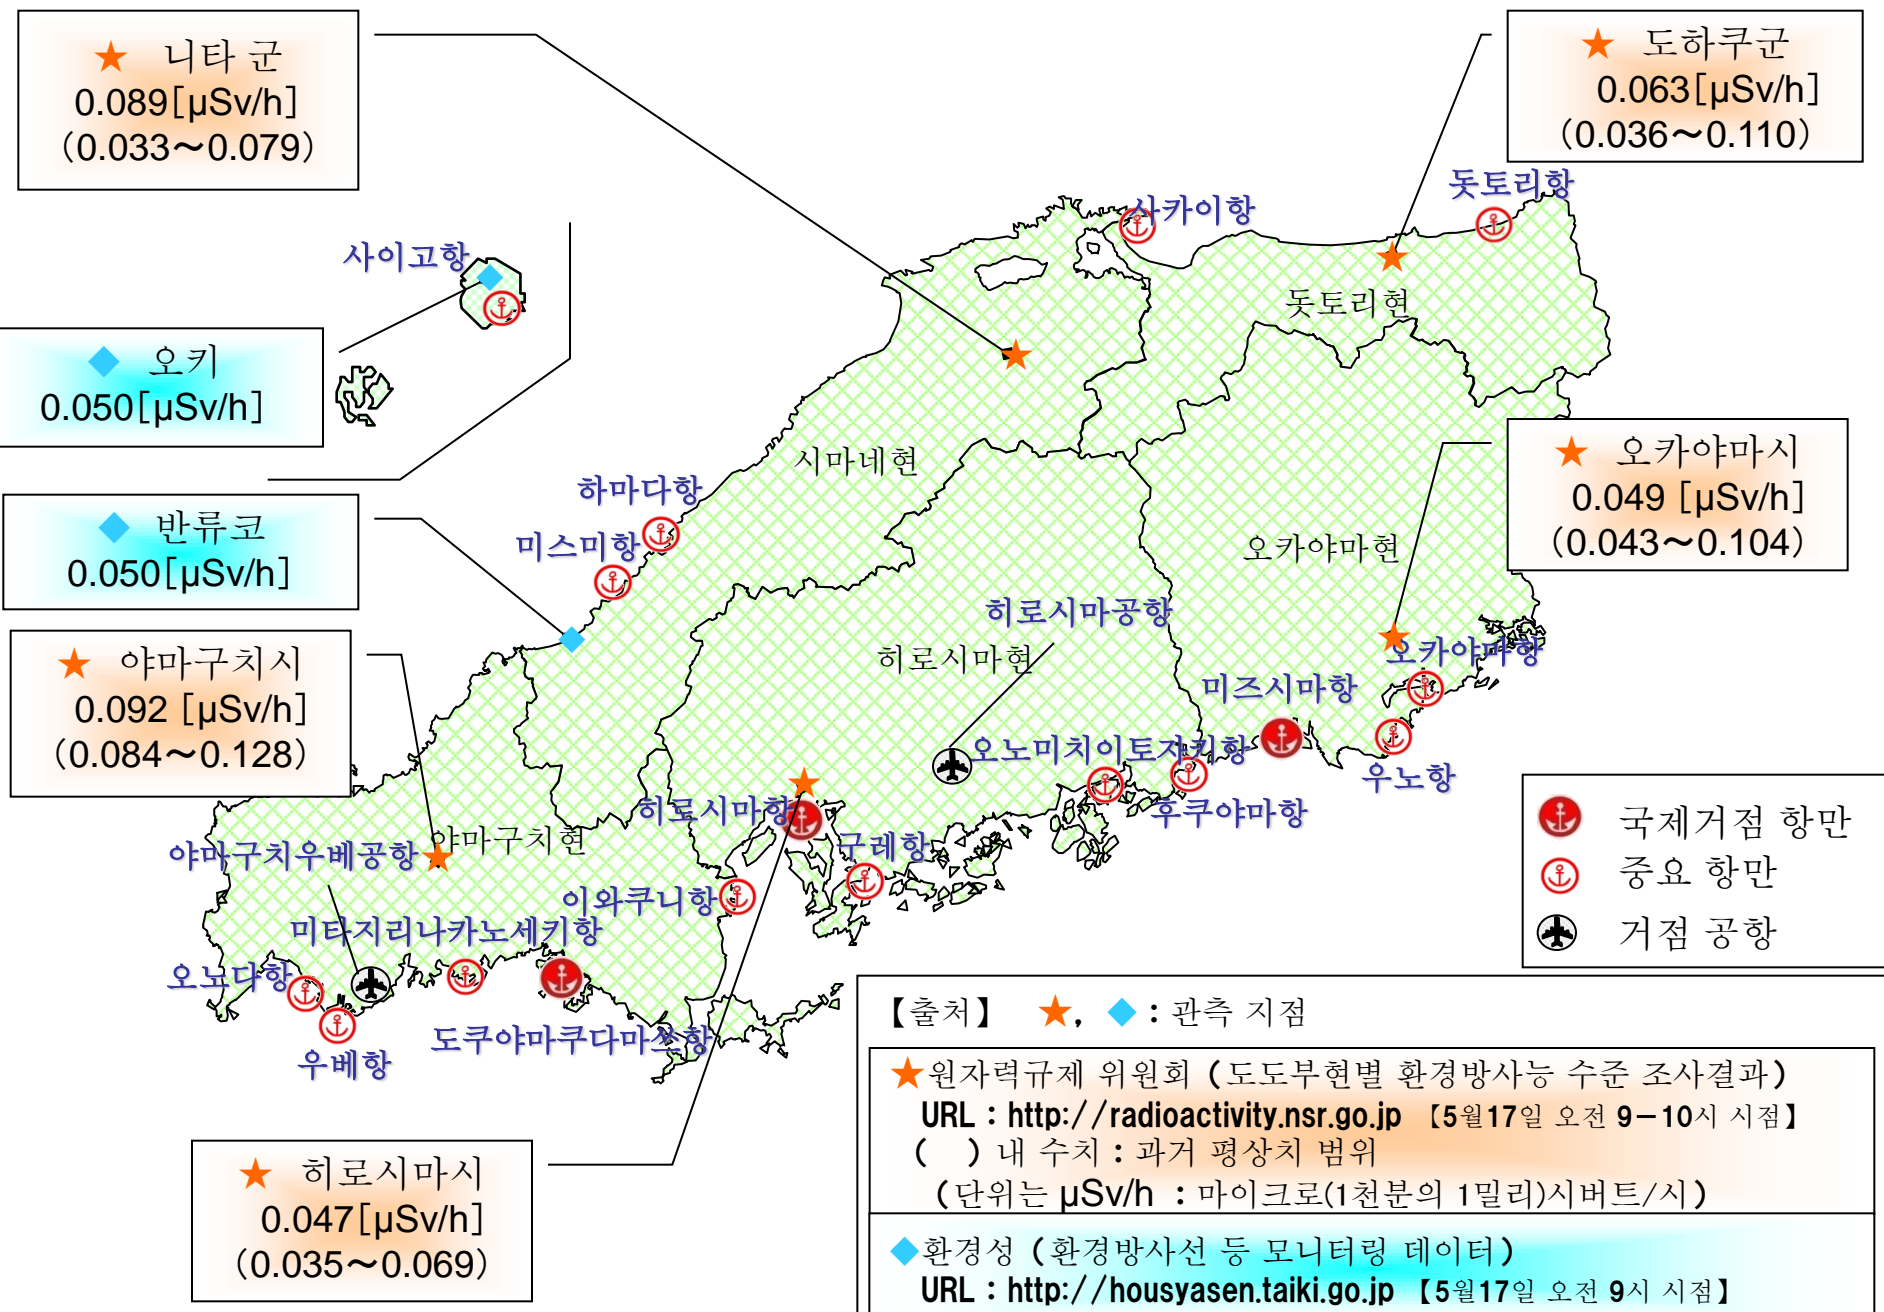 ★ 니타 군
0.089[μSv/h]
(0.033～0.079)
★ 도하쿠군
0.063[μSv/h]
(0.036～0.110)
돗토리항
사카이항
사이고항
돗토리현
◆ 오키
0.050[μSv/h]
★ 오카야마시
0.049 [μSv/h]
(0.043～0.104)
시마네현
하마다항
◆ 반류코
0.050[μSv/h]
미스미항
오카야마현
히로시마공항
★ 야마구치시
0.092 [μSv/h]
(0.084～0.128)
히로시마현
오카야마항
미즈시마항
오노미치이토자키항
우노항
히로시마항
후쿠야마항
야마구치현
야마구치우베공항
구레항
이와쿠니항
미타지리나카노세키항
오노다항
도쿠야마쿠다마쓰항
우베항
국제거점 항만
중요 항만
거점 공항
【출처】 ★, ◆ : 관측 지점
★원자력규제 위원회 (도도부현별 환경방사능 수준 조사결과)
URL : http://radioactivity.nsr.go.jp 【5월17일 오전 9－10시 시점】
( ) 내 수치 : 과거 평상치 범위
(단위는 μSv/h : 마이크로(1천분의 1밀리)시버트/시)
◆환경성 (환경방사선 등 모니터링 데이터)
URL : http://housyasen.taiki.go.jp 【5월17일 오전 9시 시점】
★ 히로시마시
0.047[μSv/h]
(0.035～0.069)